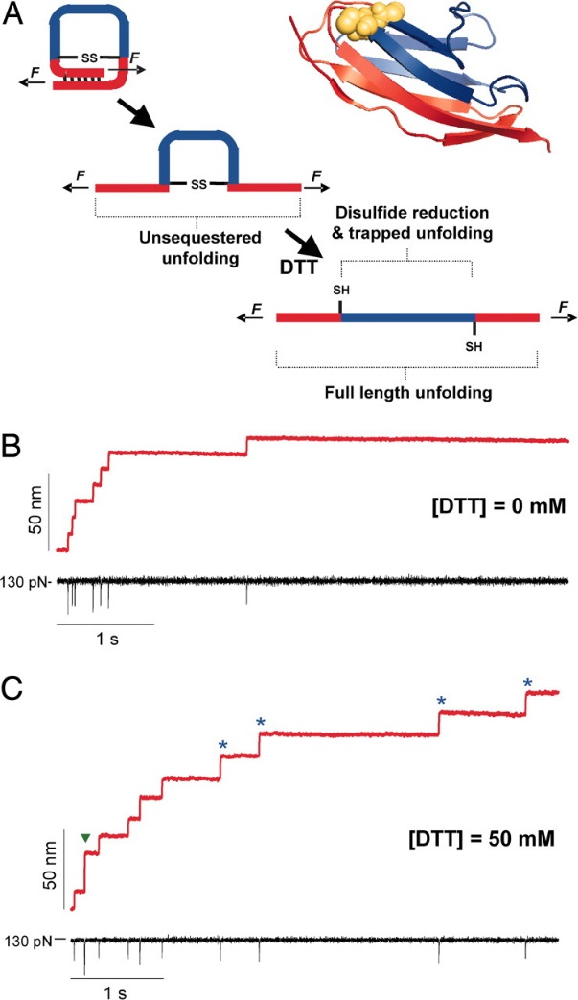 A
SS
F
F
F
SS
F
Unsequestered
unfolding
Disulfide reduction
& trapped unfolding
DTT
SH
F
F
SH
Full length unfolding
B
50 nm
[DTT] = 0 mM
130 pN-
1 s
C
*
*
*
*
50 nm
[DTT] = 50 mM
130 pN
1 s